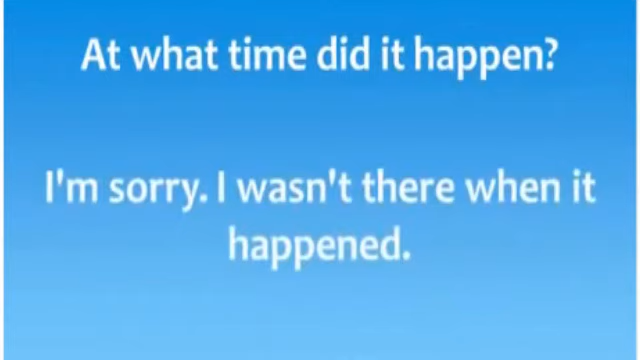 At what time did it happen?
I'm sorry. I wasn't there when it
happened.